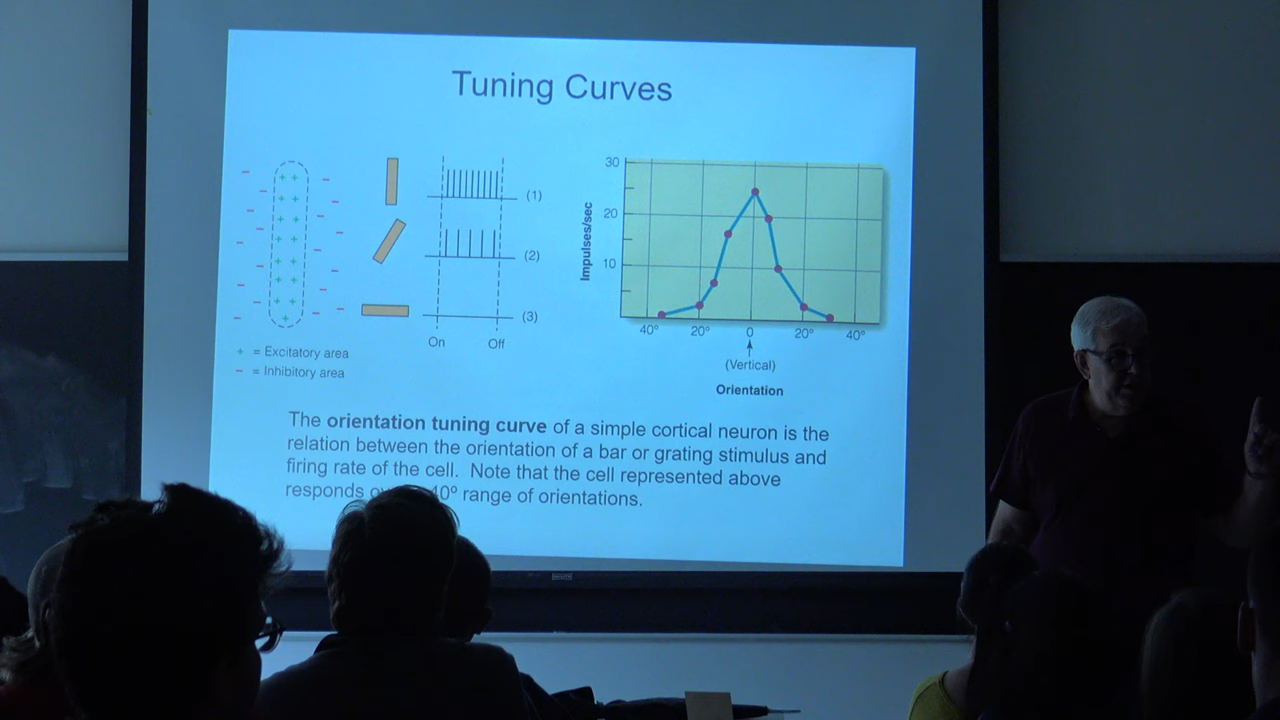 Tuning Curves
(1)
(2)
(3)
On Off
+ = Excitatory area
- = Inhibitory area
30
20
10
Impulses/sec
40° 20° 0 20° 40°
(Vertical)
Orientation
The orientation tuning curve of a simple cortical neuron is the
relation between the orientation of a bar or grating stimulus and
firing rate of the cell. Note that the cell represented above
responds 40° range of orientations.